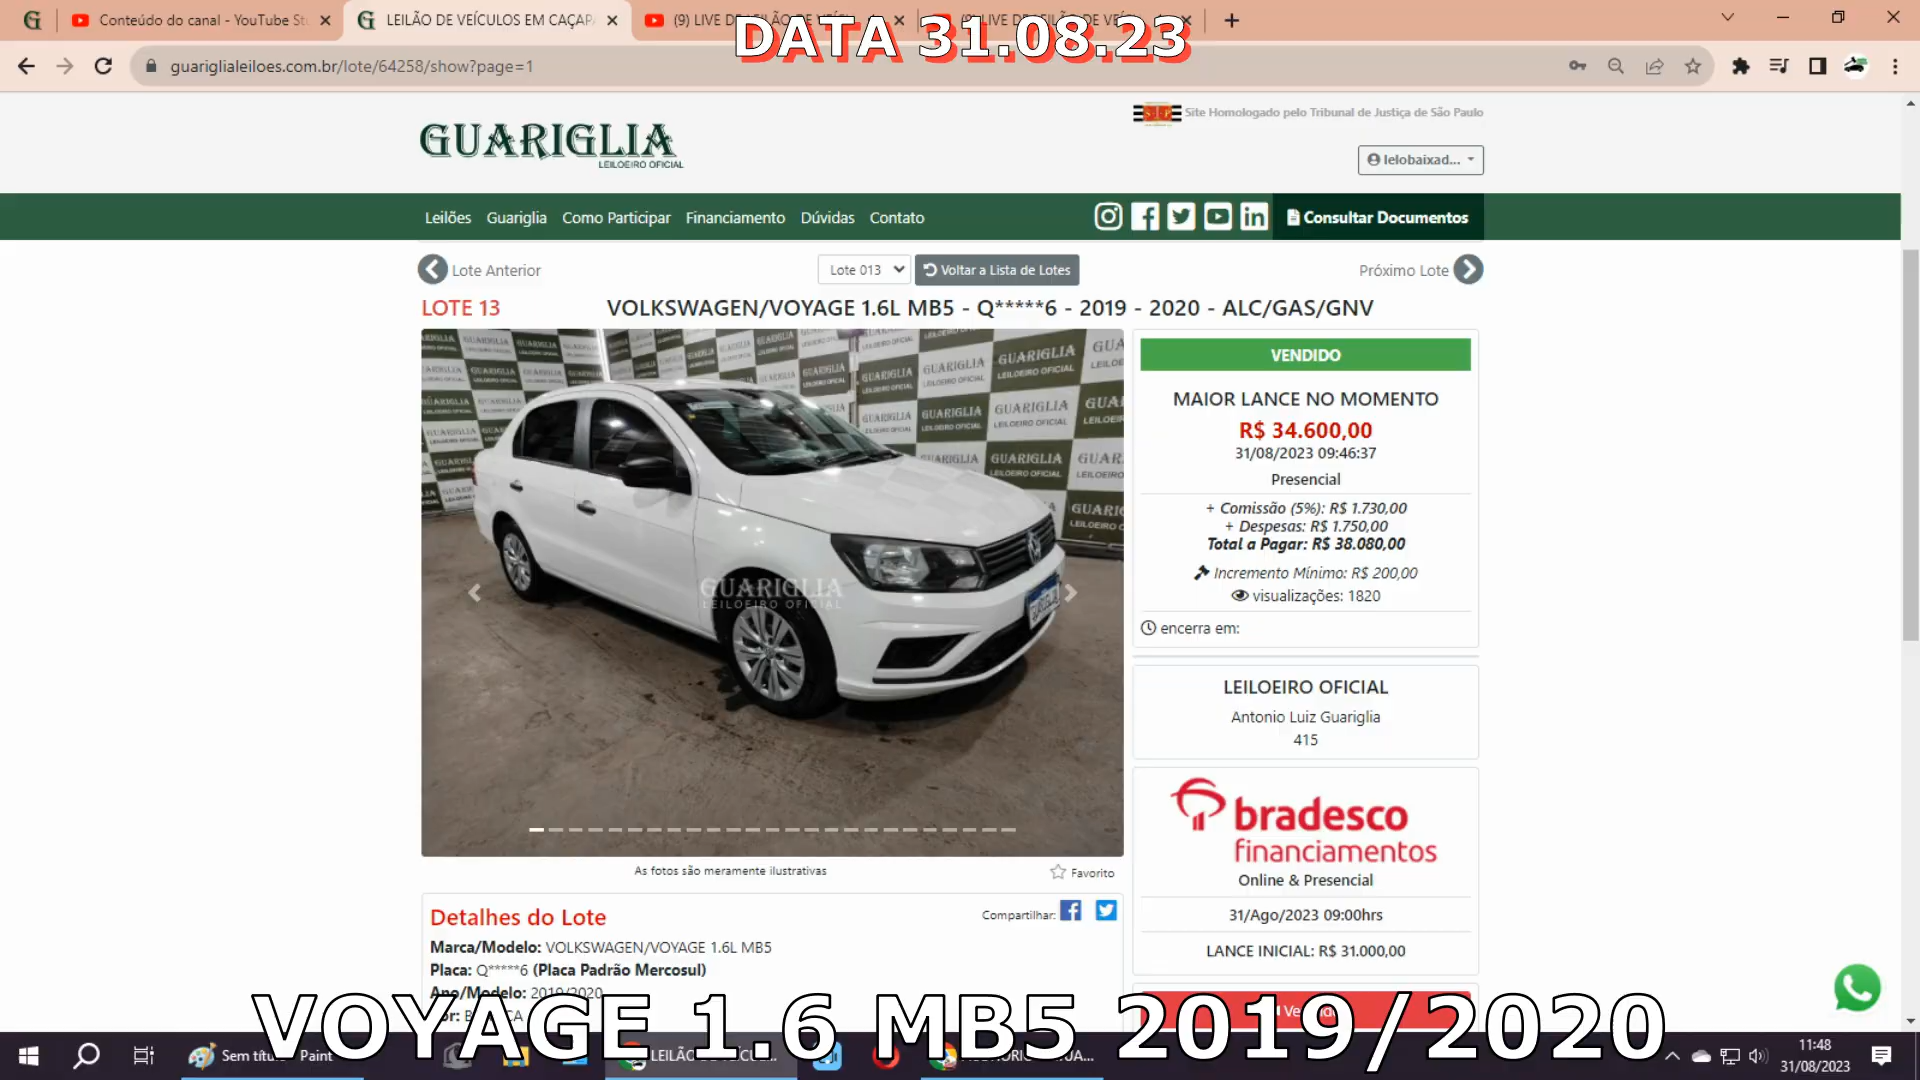 Conteúdo do canal - YouTube St
LEILÃO DE VEÍCULOS EM CAÇAP
DATA 31.08.23
guariglialeiloes.com.br/lote/64258/show?page=1
GUARIGLIA
LEILOEIRO OFICIAL
Site Homologado pelo Tribunal de Justiça de São Paulo
lelobaixad...
Leilões Guariglia Como Participar Financiamento Dúvidas Contato
Consultar Documentos
Lote Anterior
Lote 013
Voltar a Lista de Lotes
Próximo Lote
LOTE 13
VOLKSWAGEN/VOYAGE 1.6L MB5 - Q*****6 - 2019 - 2020 - ALC/GAS/GNV
GUARIGLIA
LEILOEIRO OFICIAL
VENDIDO
MAIOR LANCE NO MOMENTO
R$ 34.600,00
31/08/2023 09:46:37
Presencial
+ Comissão (5%): R$ 1.730,00
+ Despesas: R$ 1.750,00
Total a Pagar: R$ 38.080,00
Incremento Mínimo: R$ 200,00
visualizações: 1820
encerra em:
LEILOEIRO OFICIAL
Antonio Luiz Guariglia
415
bradesco
financiamentos
Online & Presencial
31/Ago/2023 09:00hrs
LANCE INICIAL: R$ 31.000,00
As fotos são meramente ilustrativas
Favorito
Detalhes do Lote
Compartilhar:
Marca/Modelo: VOLKSWAGEN/VOYAGE 1.6L MB5
Placa: Q*****6 (Placa Padrão Mercosul)
Ano/Modelo: 2019/2020
VOYAGE 1.6 MB5 2019/2020
Paint
11:48
31/08/2023